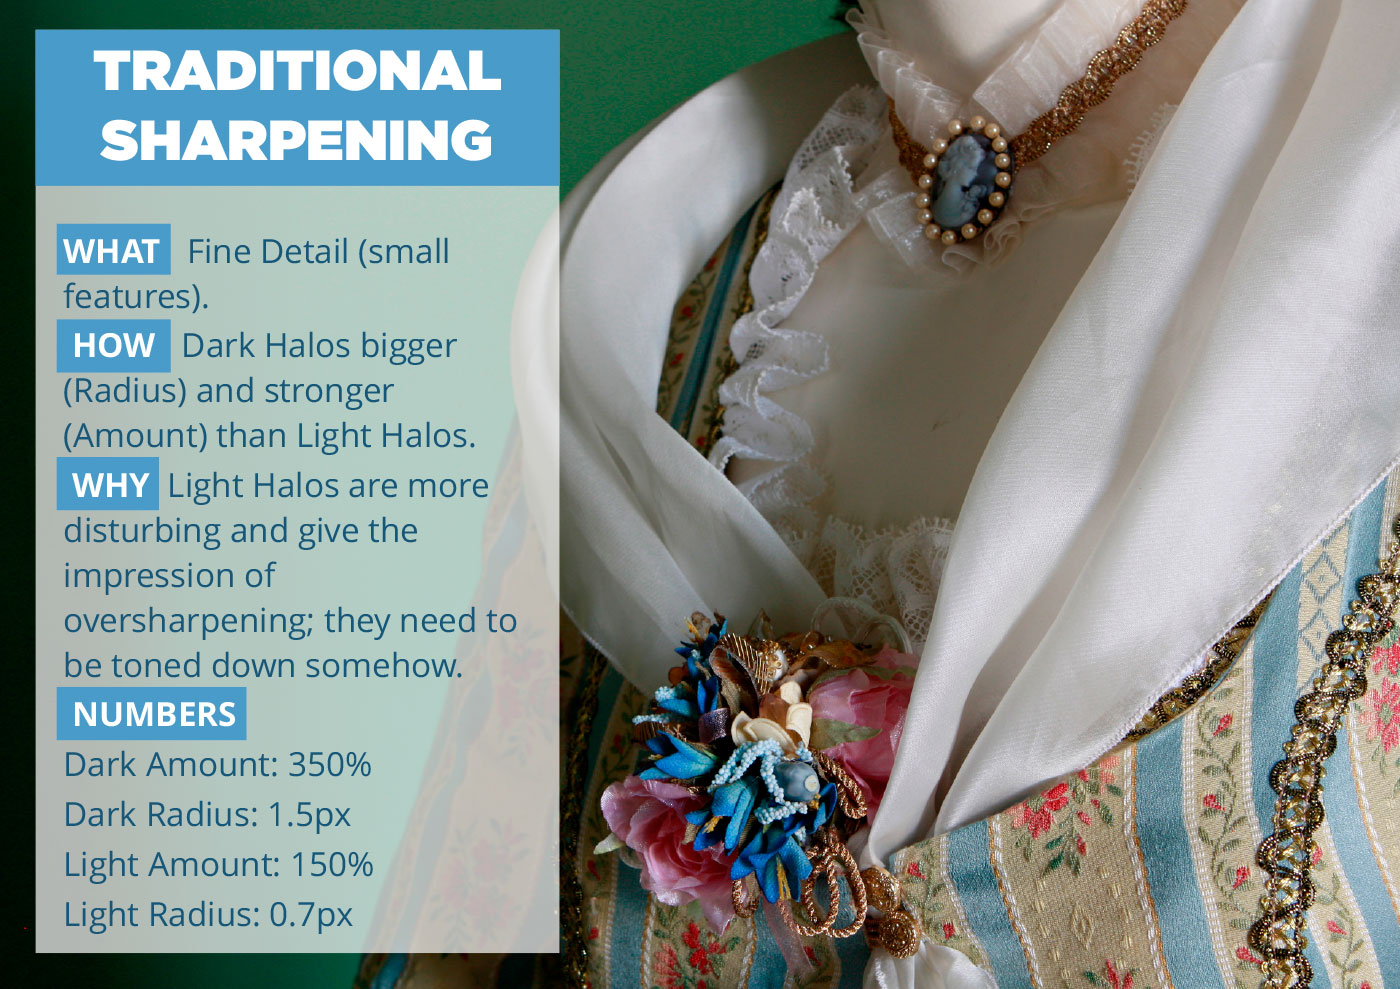 TRADITIONAL
SHARPENING
WHAT Fine Detail (small
features).
HOW Dark Halos bigger
(Radius) and stronger
(Amount) than Light Halos.
WHY Light Halos are more
disturbing and give the
impression of
oversharpening; they need to
be toned down somehow.
NUMBERS
Dark Amount: 350%
Dark Radius: 1.5px
Light Amount: 150%
Light Radius: 0.7px